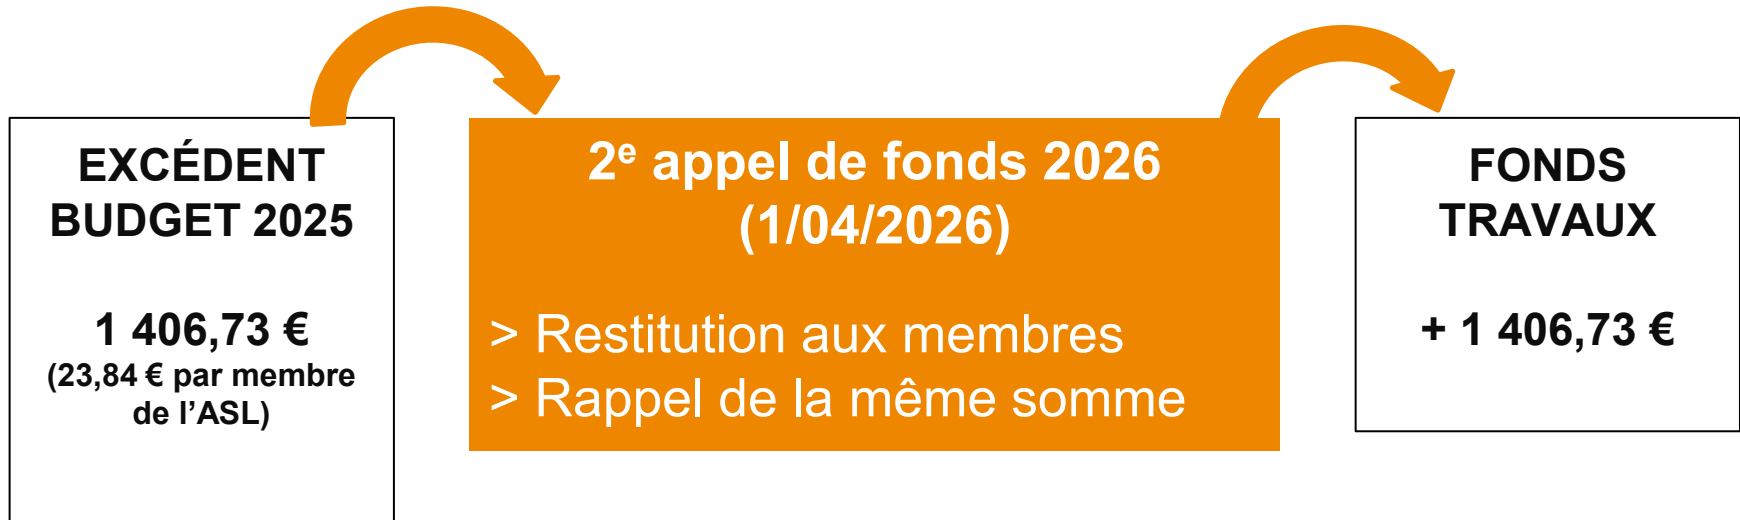 EXCÉDENT
BUDGET 2025
1 406,73 €
(23,84 € par membre
de l’ASL)
2e appel de fonds 2026
(1/04/2026)
> Restitution aux membres
> Rappel de la même somme
FONDS
TRAVAUX
+ 1 406,73 €